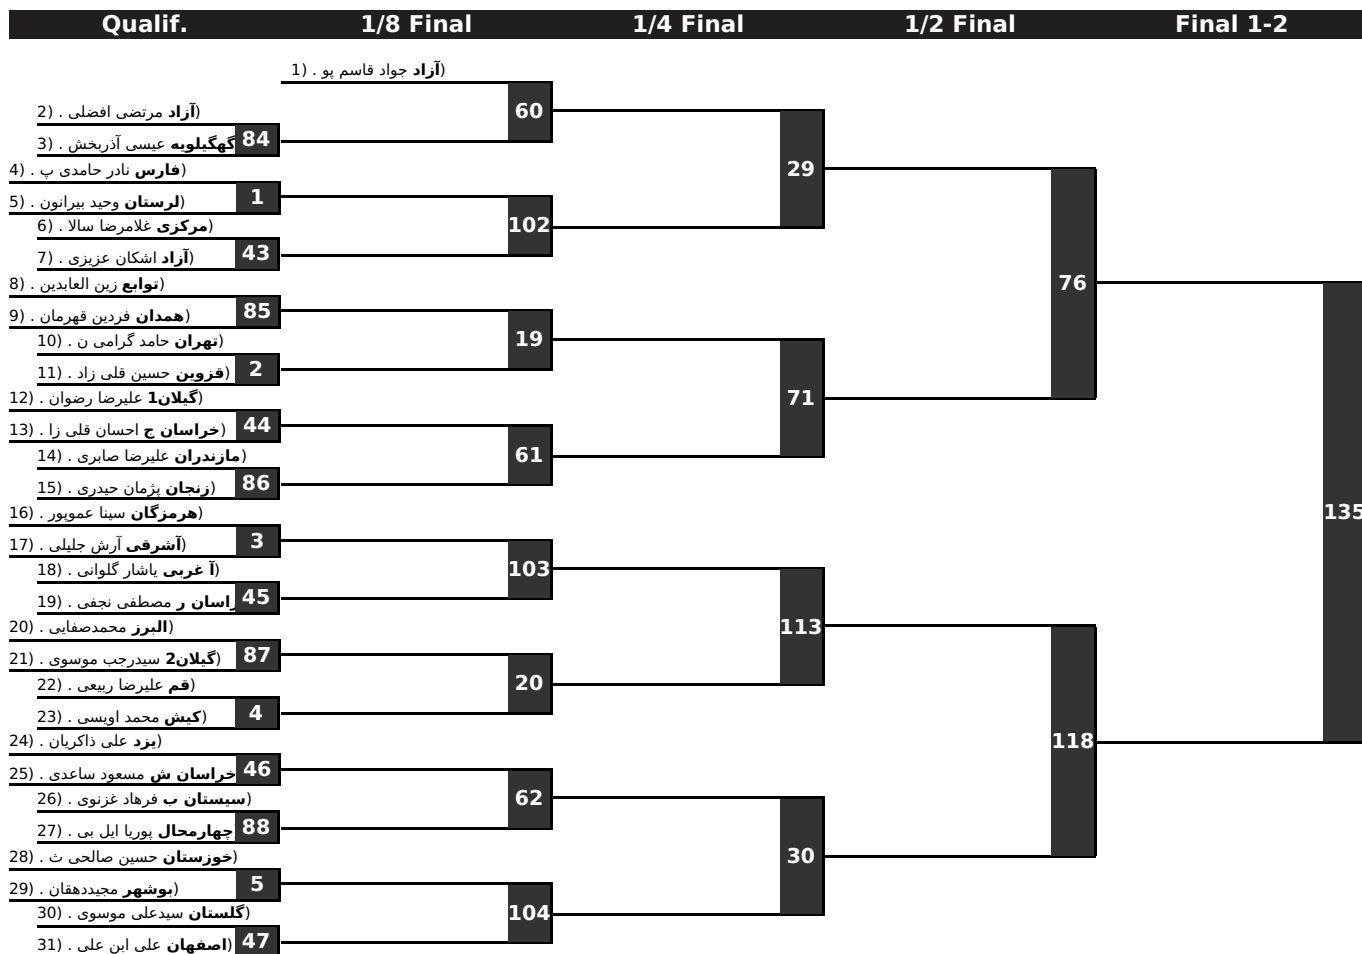 Qualif. 1/8 Final 1/4 Final 1/2 Final Final 1-2
1) . آزاد جواد قاسم پو)
60
2) . آزاد مرتضی افضلی)
84
3) . گهگیلویه عیسی آذربخش
29
4) . فارس نادر حامدی پ)
1
5) . لرستان وحید بیرانون)
102
6) . مرکزی غلامرضا سالا)
43
7) . آزاد اشکان عزیزی)
76
8) . توابع زین العابدین)
85
9) . همدان فردین قهرمان)
19
10) . تهران حامد گرامی ن)
2
11) . قزوین حسین قلی زاد)
71
12) . گیلان1 علیرضا رضوان)
44
13) . خراسان ج احسان قلی زا)
61
14) . مازندران علیرضا صابری)
86
15) . زنجان پژمان حیدری)
135
16) . هرمزگان سینا عموپور)
3
17) . آشرقی آرش جلیلی)
103
18) . آ غربی یاشار گلوانی)
45
19) . راسان ر مصطفی نجفی
113
20) . البرز محمدصفایی)
87
21) . گیلان2 سیدرجب موسوی)
20
22) . قم علیرضا ربیعی)
4
23) . کیش محمد اویسی)
118
24) . یزد علی ذاکریان)
46
25) . خراسان ش مسعود ساعدی
62
26) . سیستان ب فرهاد غزنوی)
88
27) . چهارمحال پوریا ایل بی
30
28) . خوزستان حسین صالحی ث)
5
29) . بوشهر مجیددهقان)
104
30) . گلستان سیدعلی موسوی)
47
31) . اصفهان علی ابن علی)